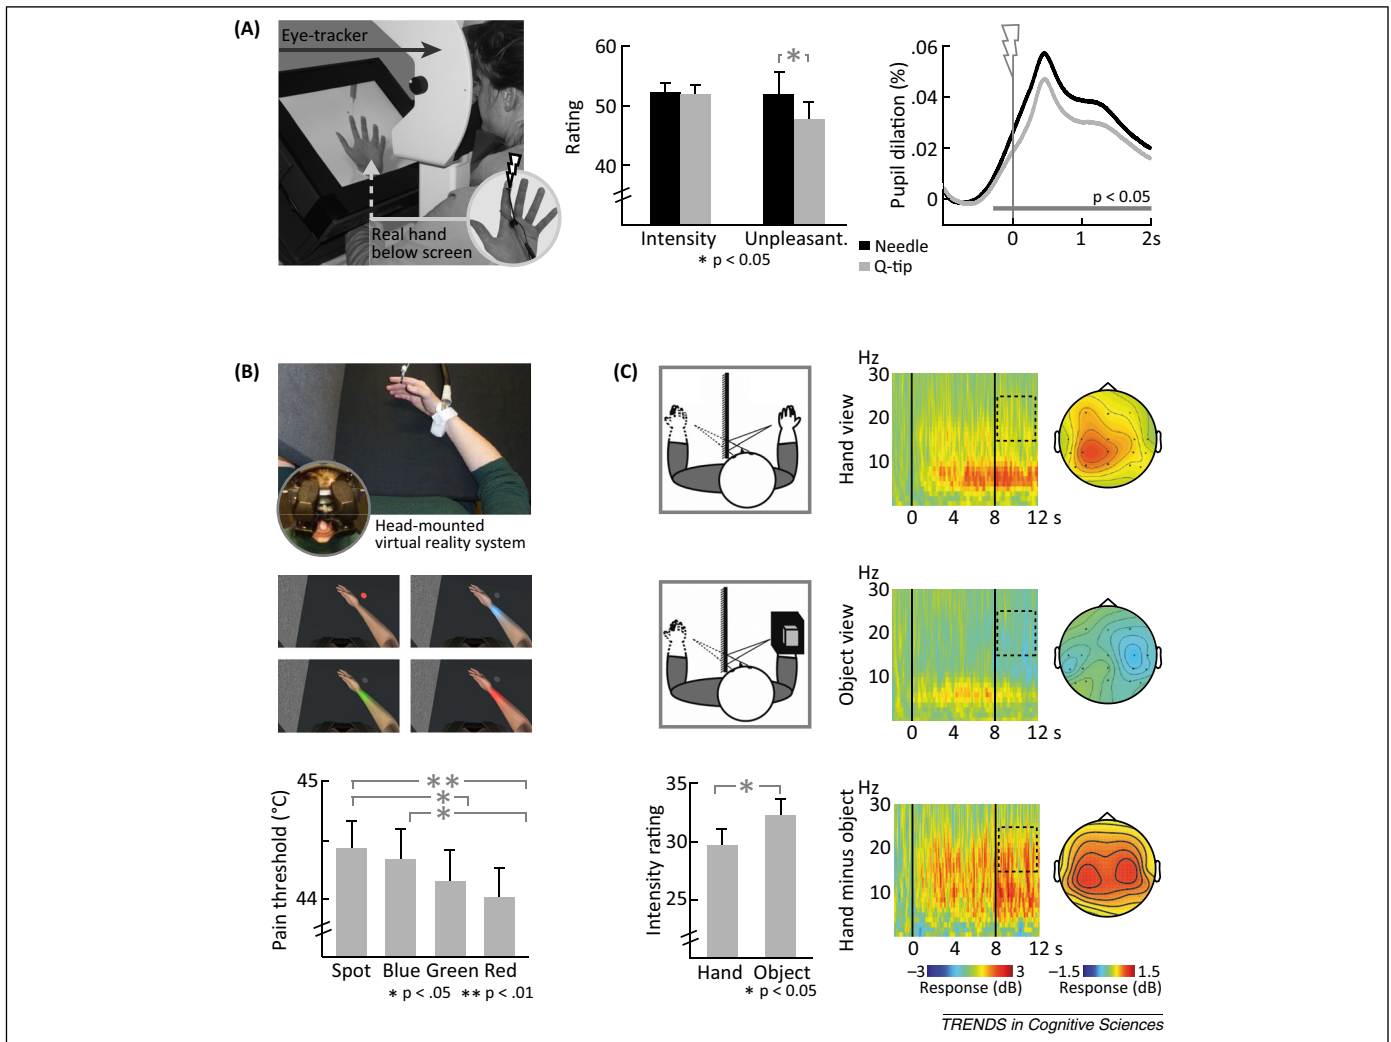 (A)
Eye-tracker
Real hand
below screen
Rating
60
50
40
*
Intensity
Unpleasant.
* p < 0.05
Pupil dilation (%)
.06
.04
.02
0
p < 0.05
0
1
2s
Needle
Q-tip
(B)
Head-mounted
virtual reality system
Pain threshold (°C)
45
44
**
*
*
Spot Blue Green Red
* p < .05 ** p < .01
(C)
Hand view
Hz
30
20
10
0 4 8 12 s
Object view
Hz
30
20
10
0 4 8 12 s
Intensity rating
35
30
25
*
Hand Object
* p < 0.05
Hand minus object
Hz
30
20
10
0 4 8 12 s
−3 3
Response (dB)
−1.5 1.5
Response (dB)
TRENDS in Cognitive Sciences